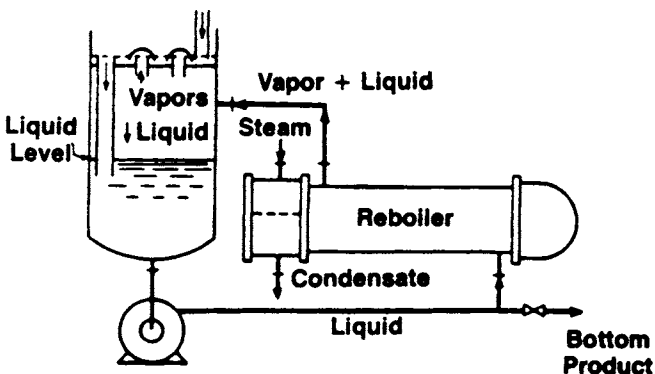 Vapor + Liquid
Vapors
Liquid
Steam
Liquid
Level
Reboiler
Condensate
Liquid
Bottom
Product